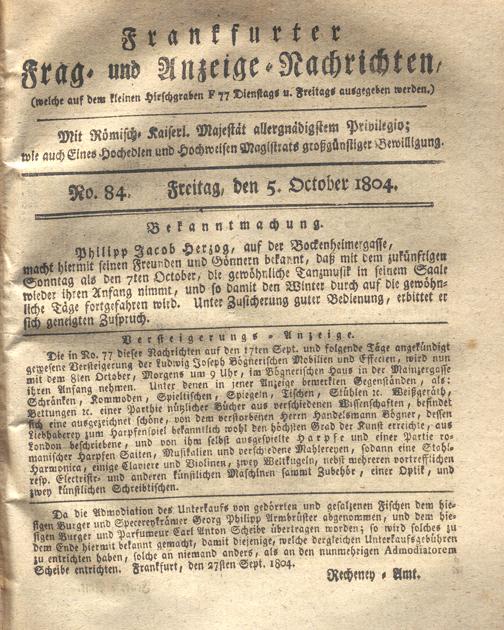 Frankfurter
Frag- und Anzeige-Nachrichten,
(welche auf dem kleinen Hirschgraben F 77 Dienstags u. Freitags ausgegeben werden.)
Mit Römisch-Kaiserl. Majestät allergnädigstem Privilegio;
wie auch Eines Hochedlen und Hochweisen Magistrats großgünstiger Bewilligung.
No. 84. Freitag, den 5. October 1804.
Bekanntmachung.
Philipp Jacob Herzog, auf der Bockenheimergasse,
macht hiermit seinen Freunden und Gönnern bekannt, daß mit dem zukünftigen
Sonntag als den 7ten October, die gewöhnliche Tanzmusik in seinem Saale
wieder ihren Anfang nimmt, und so damit den Winter durch auf die gewöhn-
liche Täge fortgefahren wird. Unter Zusicherung guter Bedienung, erbittet er
sich geneigten Zuspruch.
Versteigerungs-Anzeige.
Die in No. 77 dieser Nachrichten auf den 17ten Sept. und folgende Täge angekündigt
gewesene Versteigerung der Ludwig Joseph Bögnerischen Mobilien und Effecten, wird nun
mit dem 8ten October, Morgens um 9 Uhr, im Bögnerischen Haus in der Mainzergasse
ihren Anfang nehmen. Unter denen in jener Anzeige bemerkten Gegenständen, als:
Schränken, Kommoden, Spieltischen, Spiegeln, Tischen, Stühlen ꝛc. Weißgeräth,
Bettungen ꝛc. einer Parthie nützlicher Bücher aus verschiedenen Wissenschaften, befindet
sich eine ausgezeichnet schöne, von dem verstorbenen Herrn Handelsmann Bögner, dessen
Liebhaberey zum Harpfenspiel bekanntlich wohl den höchsten Grad der Kunst erreichte, aus
London beschriebene, und von ihm selbst ausgespielte Harpfe und eine Partie ro-
manischer Harpfen Saiten, Musikalien und verschiedene Mahlereyen, sodann eine Stahl-
Harmonica, einige Claviere und Violinen, zwey Weltkugeln, nebst mehreren vortrefflichen
resp. Electrisir- und anderen künstlichen Maschinen sammt Zubehör, einer Optik, und
zwey künstlichen Schreibtischen.
Da die Admodiation des Unterkaufs von gedörrten und gesalzenen Fischen dem hie-
sigen Burger und Specereykrämer Georg Philipp Armbrüster abgenommen, und dem hie-
sigen Burger und Parfumeur Carl Anton Scheibe übertragen worden; so wird solches zu
dem Ende hiermit bekannt gemacht, damit diejenige, welche dergleichen Unterkaufsgebühren
zu entrichten haben, solche an niemand anders, als an den nunmehrigen Admodiatorem
Scheibe entrichten. Frankfurt, den 27sten Sept. 1804.
Recheney-Amt.